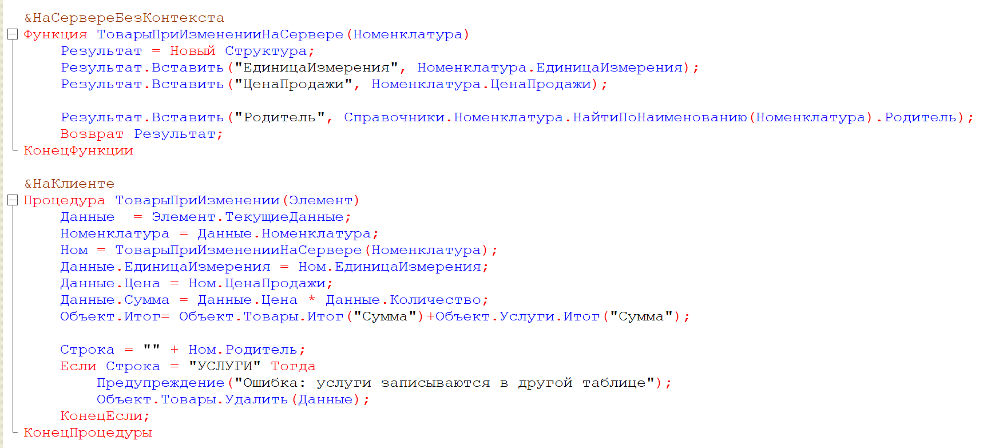 &НаСервереБезКонтекста
Функция ТоварыПриИзмененииНаСервере(Номенклатура)
Результат = Новый Структура;
Результат.Вставить("ЕдиницаИзмерения", Номенклатура.ЕдиницаИзмерения);
Результат.Вставить("ЦенаПродажи", Номенклатура.ЦенаПродажи);
Результат.Вставить("Родитель", Справочники.Номенклатура.НайтиПоНаименованию(Номенклатура).Родитель);
Возврат Результат;
КонецФункции
&НаКлиенте
Процедура ТоварыПриИзменении(Элемент)
Данные  = Элемент.ТекущиеДанные;
Номенклатура = Данные.Номенклатура;
Ном = ТоварыПриИзмененииНаСервере(Номенклатура);
Данные.ЕдиницаИзмерения = Ном.ЕдиницаИзмерения;
Данные.Цена = Ном.ЦенаПродажи;
Данные.Сумма = Данные.Цена * Данные.Количество;
Объект.Итог= Объект.Товары.Итог("Сумма")+Объект.Услуги.Итог("Сумма");
Строка = "" + Ном.Родитель;
Если Строка = "УСЛУГИ" Тогда
Предупреждение("Ошибка: услуги записываются в другой таблице");
Объект.Товары.Удалить(Данные);
КонецЕсли;
КонецПроцедуры